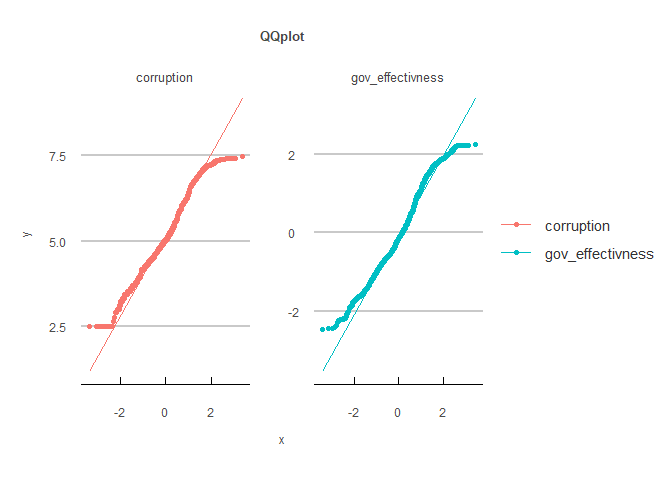 QQplot
corruption
gov_effectivness
7.5
5.0
2.5
2
0
-2
y
-2 0 2
-2 0 2
x
corruption
gov_effectivness